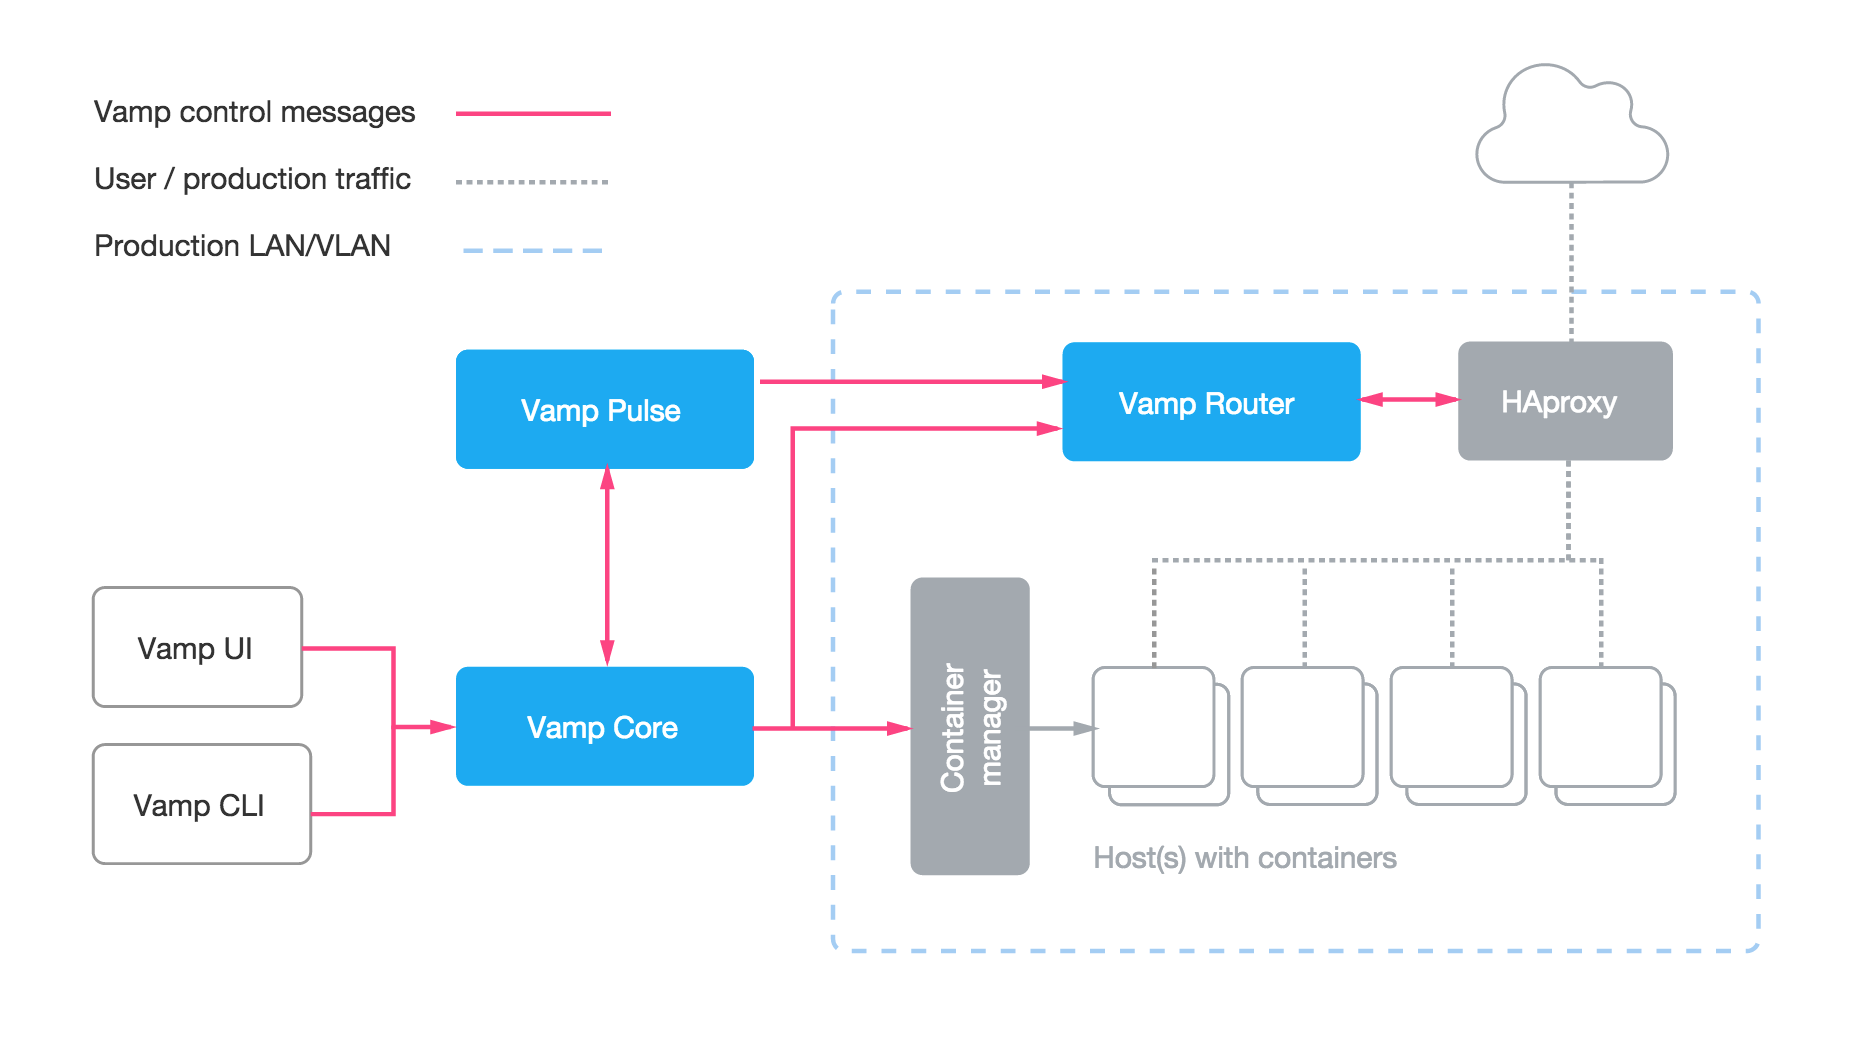 Vamp control messages
User / production traffic
Production LAN/VLAN
Vamp Pulse
Vamp Router
HAproxy
Vamp UI
Vamp CLI
Vamp Core
Container
manager
Host(s) with containers